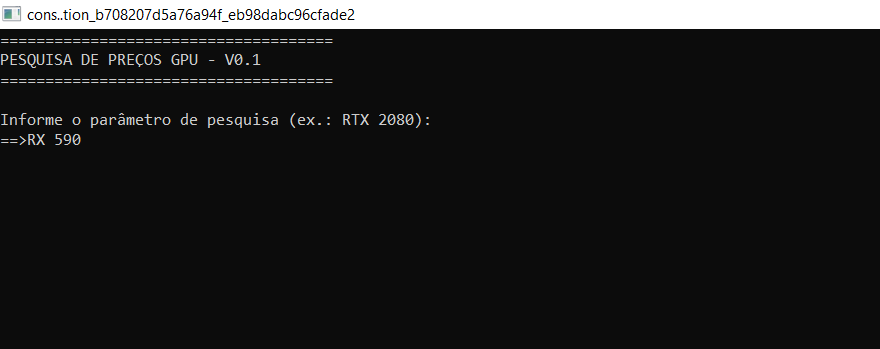 cons..tion_b708207d5a76a94f_eb98dabc96cfade2
=====================================
PESQUISA DE PREÇOS GPU - V0.1
=====================================
Informe o parâmetro de pesquisa (ex.: RTX 2080):
==>RX 590